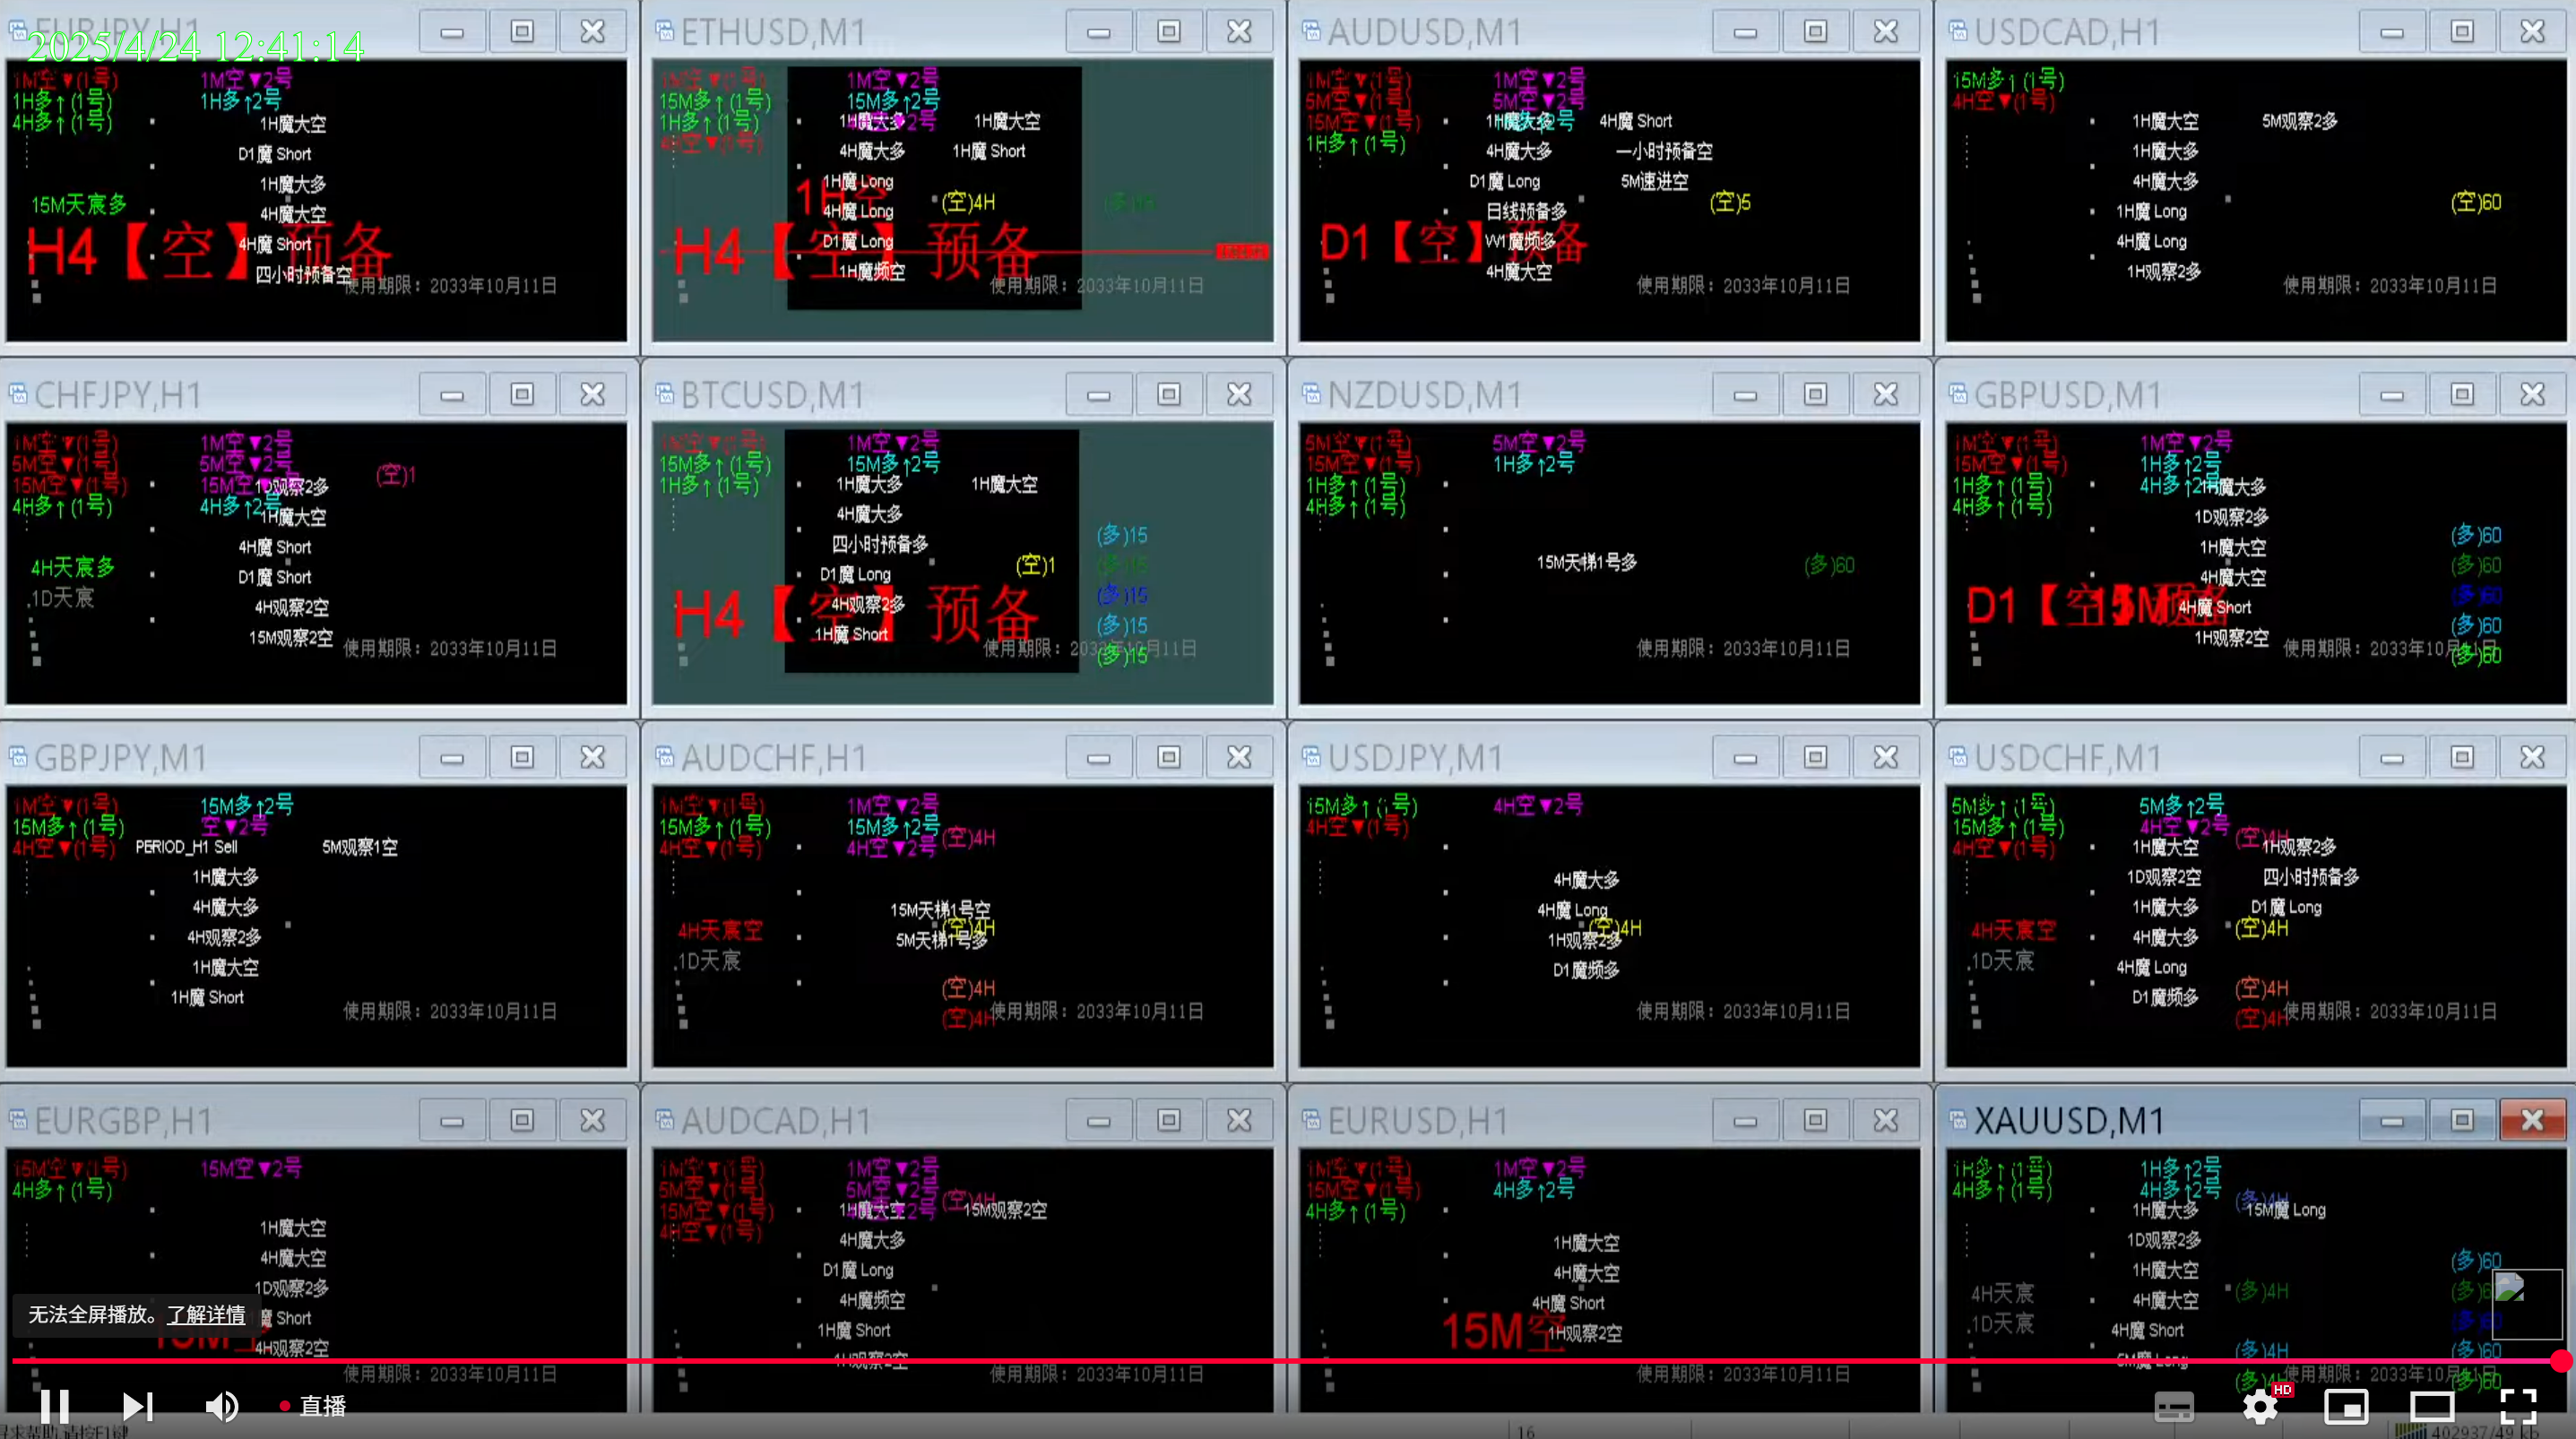 EURJPY,H1
2025/4/24 12:41:14
1M空▼(1号) 1M空▼2号
1H多↑(1号) 1H多↑2号
4H多↑(1号)
1H魔大空
D1魔 Short
1H魔大多
15M天宸多
4H魔大空
H4【空】预备
4H魔 Short
四小时预备空
使用期限：2033年10月11日
ETHUSD,M1
1M空▼(1号) 1M空▼2号
15M多↑(1号) 15M多↑2号
1H多↑(1号)
1H魔大多 1H魔大空
4H魔大多 1H魔 Short
1H魔 Long
1H空
(空)4H
4H魔 Long
H4【空】预备
D1魔 Long
1H魔频空
使用期限：2033年10月11日
AUDUSD,M1
1M空▼(1号) 1M空▼2号
5M空▼(1号) 5M空▼2号
15M空▼(1号)
1H多↑(1号)
1H魔大多 4H魔 Short
4H魔大多 一小时预备空
D1魔 Long 5M速进空
(空)5
日线预备多
D1【空】预备
W1魔频多
4H魔大空
使用期限：2033年10月11日
USDCAD,H1
15M多↑(1号)
4H空▼(1号)
1H魔大空 5M观察2多
1H魔大多
4H魔大多
(空)60
1H魔 Long
4H魔 Long
1H观察2多
使用期限：2033年10月11日
CHFJPY,H1
1M空▼(1号) 1M空▼2号
5M空▼(1号) 5M空▼2号
15M空▼(1号) 15M空▼
4H多↑(1号) 4H多↑2号
(空)1
1D观察2多
1H魔大空
4H魔 Short
4H天宸多
D1魔 Short
.1D天宸
4H观察2空
15M观察2空
使用期限：2033年10月11日
BTCUSD,M1
1M空▼(1号) 1M空▼2号
15M多↑(1号) 15M多↑2号
1H多↑(1号)
1H魔大多 1H魔大空
4H魔大多
(多)15
四小时预备多
(空)1
(多)15
D1魔 Long
(多)15
4H观察2多
H4【空】预备
(多)15
1H魔 Short
(多)15
使用期限：2033年10月11日
NZDUSD,M1
5M空▼(1号) 5M空▼2号
15M空▼(1号) 1H多↑2号
1H多↑(1号)
4H多↑(1号)
15M天梯1号多 (多)60
使用期限：2033年10月11日
GBPUSD,M1
1M空▼(1号) 1M空▼2号
15M空▼(1号) 1H多↑2号
1H多↑(1号) 4H多↑2号
4H多↑(1号)
1H魔大多
1D观察2多
(多)60
1H魔大空
(多)60
4H魔大空
(多)60
D1【空
15M
4H魔 Short
(多)60
1H观察2空
(多)60
使用期限：2033年10月11日
GBPJPY,M1
1M空▼(1号) 15M多↑2号
15M多↑(1号) 空▼2号
4H空▼(1号)
PERIOD_H1 Sell 5M观察1空
1H魔大多
4H魔大多
4H观察2多
1H魔大空
1H魔 Short
使用期限：2033年10月11日
AUDCHF,H1
1M空▼(1号) 1M空▼2号
15M多↑(1号) 15M多↑2号
4H空▼(1号) 4H空▼2号
(空)4H
15M天梯1号空
4H天宸空
(空)4H
5M天梯1号多
.1D天宸
(空)4H
(空)4H
使用期限：2033年10月11日
USDJPY,M1
15M多↑(1号) 4H空▼2号
4H空▼(1号)
4H魔大多
4H魔 Long
(空)4H
1H观察2多
D1魔频多
使用期限：2033年10月11日
USDCHF,M1
5M多↑(1号) 5M多↑2号
15M多↑(1号) 4H空▼2号
4H空▼(1号)
(空)4H
1H魔大空 1H观察2多
1D观察2空 四小时预备多
1H魔大多 D1魔 Long
4H天宸空
(空)4H
4H魔大多
.1D天宸
4H魔 Long
(空)4H
D1魔频多
(空)4H
使用期限：2033年10月11日
EURGBP,H1
15M空▼(1号) 15M空▼2号
4H多↑(1号)
1H魔大空
4H魔大空
1D观察2多
魔 Short
15M空
4H观察2空
使用期限：2033年10月11日
AUDCAD,H1
1M空▼(1号) 1M空▼2号
5M空▼(1号) 5M空▼2号
15M空▼(1号)
4H空▼(1号)
(空)4H
1H魔大空 15M观察2空
4H魔大多
D1魔 Long
4H魔频空
1H魔 Short
1H观察2空
使用期限：2033年10月11日
EURUSD,H1
1M空▼(1号) 1M空▼2号
15M空▼(1号) 4H多↑2号
4H多↑(1号)
1H魔大空
4H魔大空
4H魔 Short
15M空
1H观察2空
使用期限：2033年10月11日
XAUUSD,M1
1H多↑(1号) 1H多↑2号
4H多↑(1号) 4H多↑2号
(多)4H
1H魔大多 15M魔 Long
1D观察2多
(多)60
1H魔大空
4H天宸
(多)4H
4H魔大空
.1D天宸
4H魔 Short
(多)4H
(多)60
5M魔 Long
(多)60
使用期限：2033年10月11日
无法全屏播放。了解详情
直播
HD
16
402937/49 kb